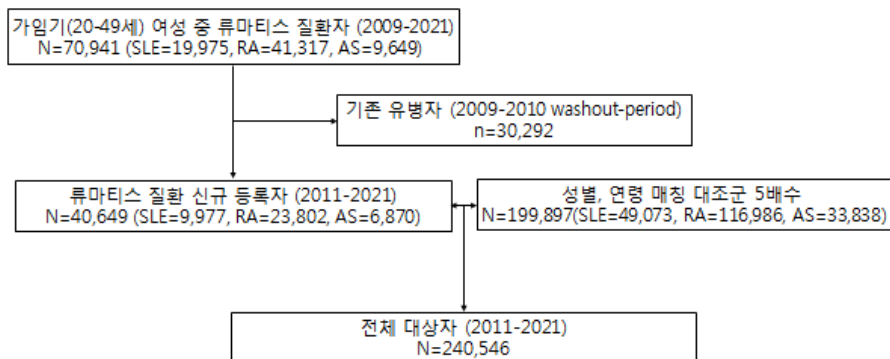 가임기(20-49세) 여성 중 류마티스 질환자 (2009-2021)
N=70,941 (SLE=19,975, RA=41,317, AS=9,649)
기존 유병자 (2009-2010 washout-period)
n=30,292
류마티스 질환 신규 등록자 (2011-2021)
N=40,649 (SLE=9,977, RA=23,802, AS=6,870)
성별, 연령 매칭 대조군 5배수
N=199,897(SLE=49,073, RA=116,986, AS=33,838)
전체 대상자 (2011-2021)
N=240,546